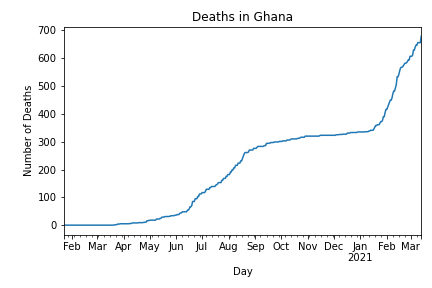 Deaths in Ghana
700
600
500
400
300
200
100
0
Number of Deaths
Feb Mar Apr May Jun Jul Aug Sep Oct Nov Dec Jan Feb Mar
2021
Day